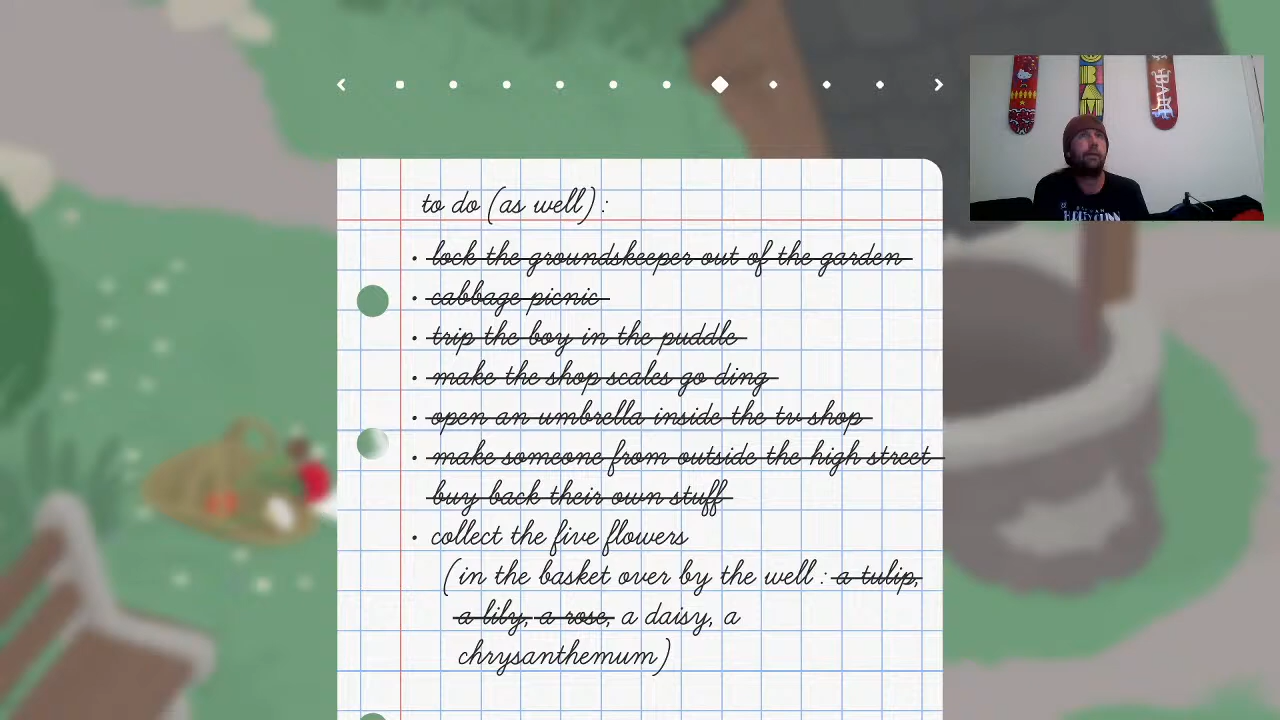 to do (as well) :
• lock the groundskeeper out of the garden
• cabbage picnic
• trip the boy in the puddle
• make the shop scales go ding
• open an umbrella inside the tv shop
• make someone from outside the high street
buy back their own stuff
• collect the five flowers
(in the basket over by the well : a tulip,
a lily, a rose, a daisy, a
chrysanthemum)